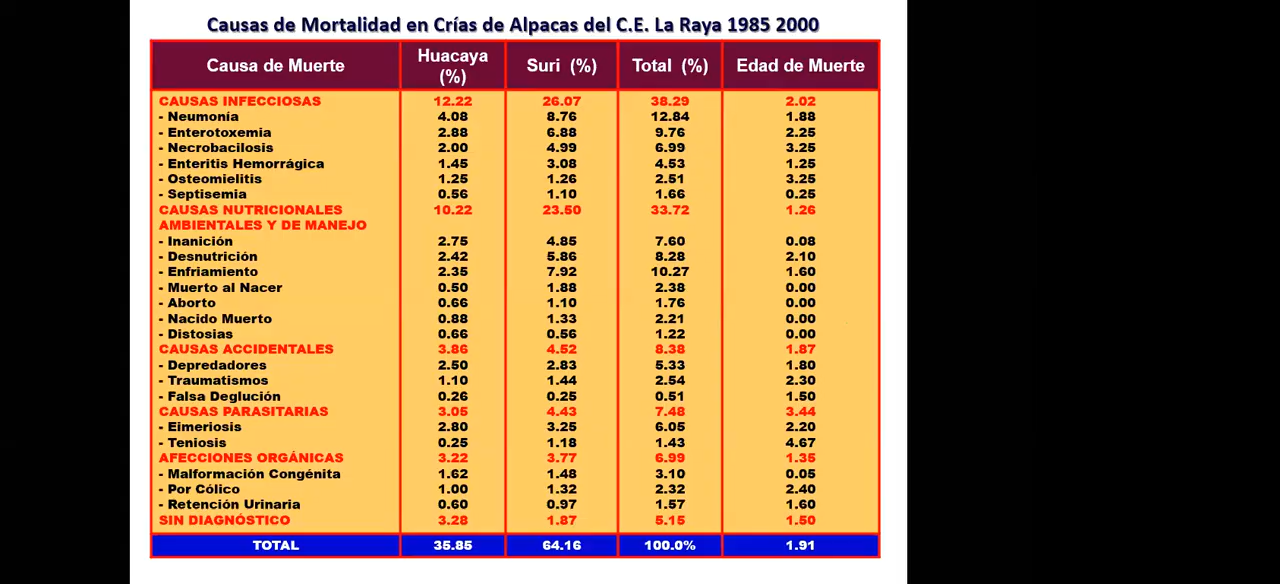 Causas de Mortalidad en Crías de Alpacas del C.E. La Raya 1985 2000
Causa de Muerte Huacaya (%) Suri (%) Total (%) Edad de Muerte
CAUSAS INFECCIOSAS 12.22 26.07 38.29 2.02
- Neumonía 4.08 8.76 12.84 1.88
- Enterotoxemia 2.88 6.88 9.76 2.25
- Necrobacilosis 2.00 4.99 6.99 3.25
- Enteritis Hemorrágica 1.45 3.08 4.53 1.25
- Osteomielitis 1.25 1.26 2.51 3.25
- Septisemia 0.56 1.10 1.66 0.25
CAUSAS NUTRICIONALES 10.22 23.50 33.72 1.26
AMBIENTALES Y DE MANEJO
- Inanición 2.75 4.85 7.60 0.08
- Desnutrición 2.42 5.86 8.28 2.10
- Enfriamiento 2.35 7.92 10.27 1.60
- Muerto al Nacer 0.50 1.88 2.38 0.00
- Aborto 0.66 1.10 1.76 0.00
- Nacido Muerto 0.88 1.33 2.21 0.00
- Distosias 0.66 0.56 1.22 0.00
CAUSAS ACCIDENTALES 3.86 4.52 8.38 1.87
- Depredadores 2.50 2.83 5.33 1.80
- Traumatismos 1.10 1.44 2.54 2.30
- Falsa Deglución 0.26 0.25 0.51 1.50
CAUSAS PARASITARIAS 3.05 4.43 7.48 3.44
- Eimeriosis 2.80 3.25 6.05 2.20
- Teniosis 0.25 1.18 1.43 4.67
AFECCIONES ORGÁNICAS 3.22 3.77 6.99 1.35
- Malformación Congénita 1.62 1.48 3.10 0.05
- Por Cólico 1.00 1.32 2.32 2.40
- Retención Urinaria 0.60 0.97 1.57 1.60
SIN DIAGNÓSTICO 3.28 1.87 5.15 1.50
TOTAL 35.85 64.16 100.0% 1.91